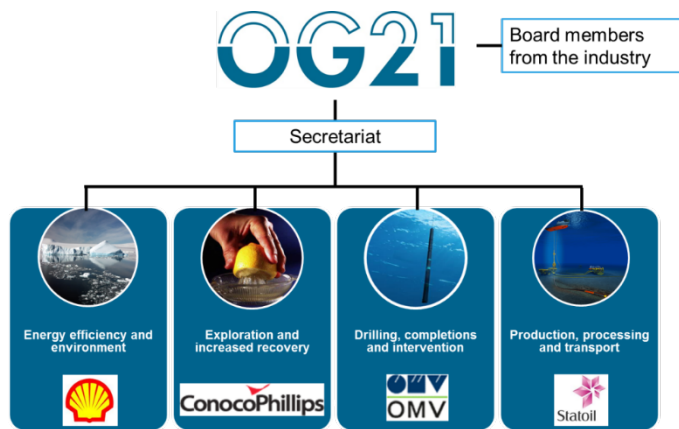 OG21
Board members
from the industry
Secretariat
Energy efficiency and
environment
Exploration and
increased recovery
Drilling, completions
and intervention
Production, processing
and transport
ConocoPhillips
OMV
OMV
Statoil